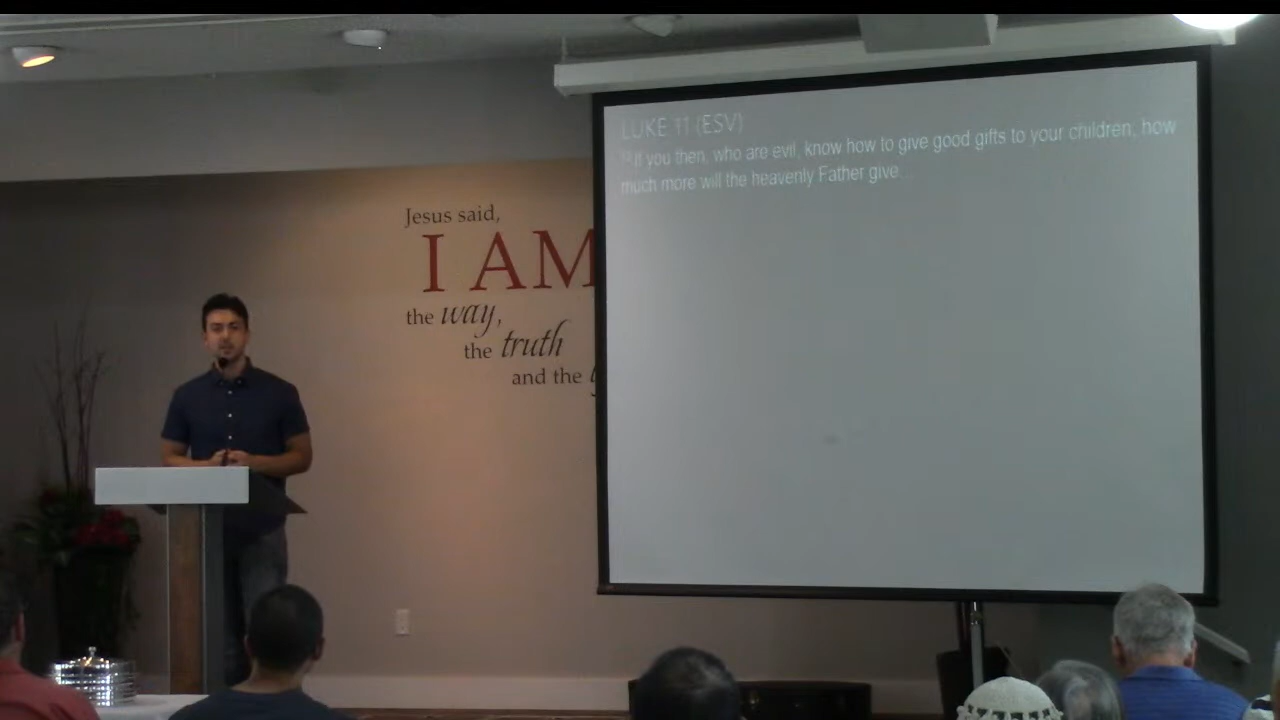 Jesus said,
I AM
the way,
the truth
and the
LUKE 11 (ESV)
If you then, who are evil, know how to give good gifts to your children, how
much more will the heavenly Father give